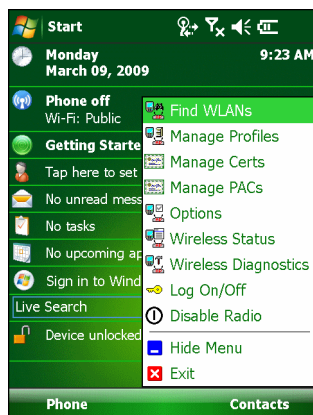 Start
Monday
9:23 AM
March 09, 2009
Phone off
Wi-Fi: Public
Find WLANs
Getting Starte
Manage Profiles
Tap here to set
Manage Certs
Manage PACs
No unread mess
Options
No tasks
Wireless Status
No upcoming ap
Wireless Diagnostics
Sign in to Wind
Log On/Off
Live Search
Disable Radio
Device unlocked
Hide Menu
Exit
Phone
Contacts